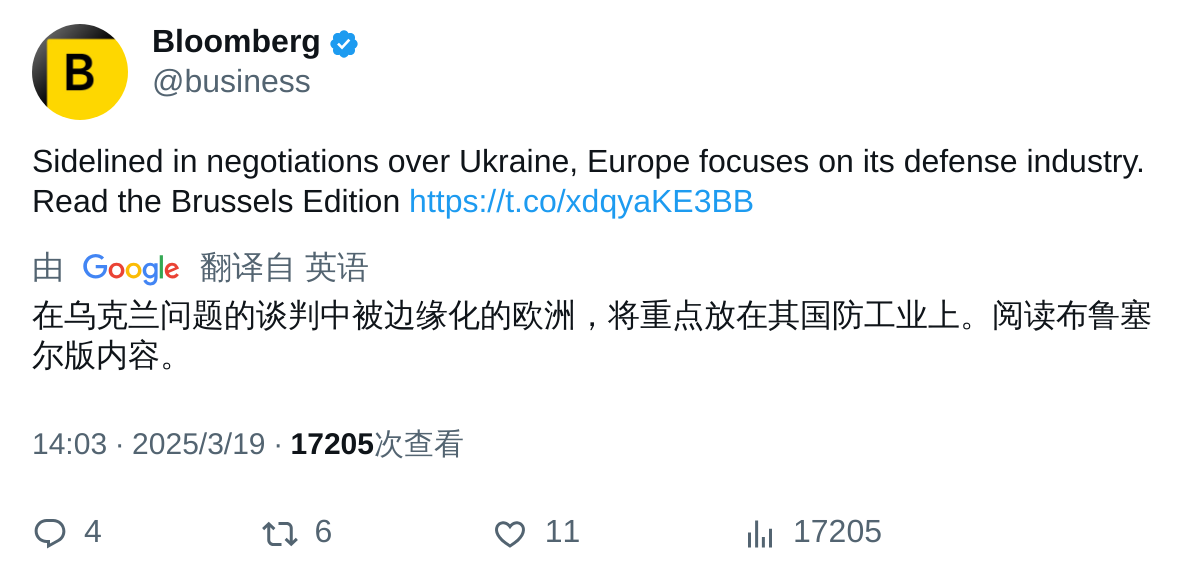 B
Bloomberg
@business
Sidelined in negotiations over Ukraine, Europe focuses on its defense industry.
Read the Brussels Edition https://t.co/xdqyaKE3BB
由 Google 翻译自 英语
在乌克兰问题的谈判中被边缘化的欧洲，将重点放在其国防工业上。阅读布鲁塞
尔版内容。
14:03 · 2025/3/19 · 17205次查看
4 6 11 17205